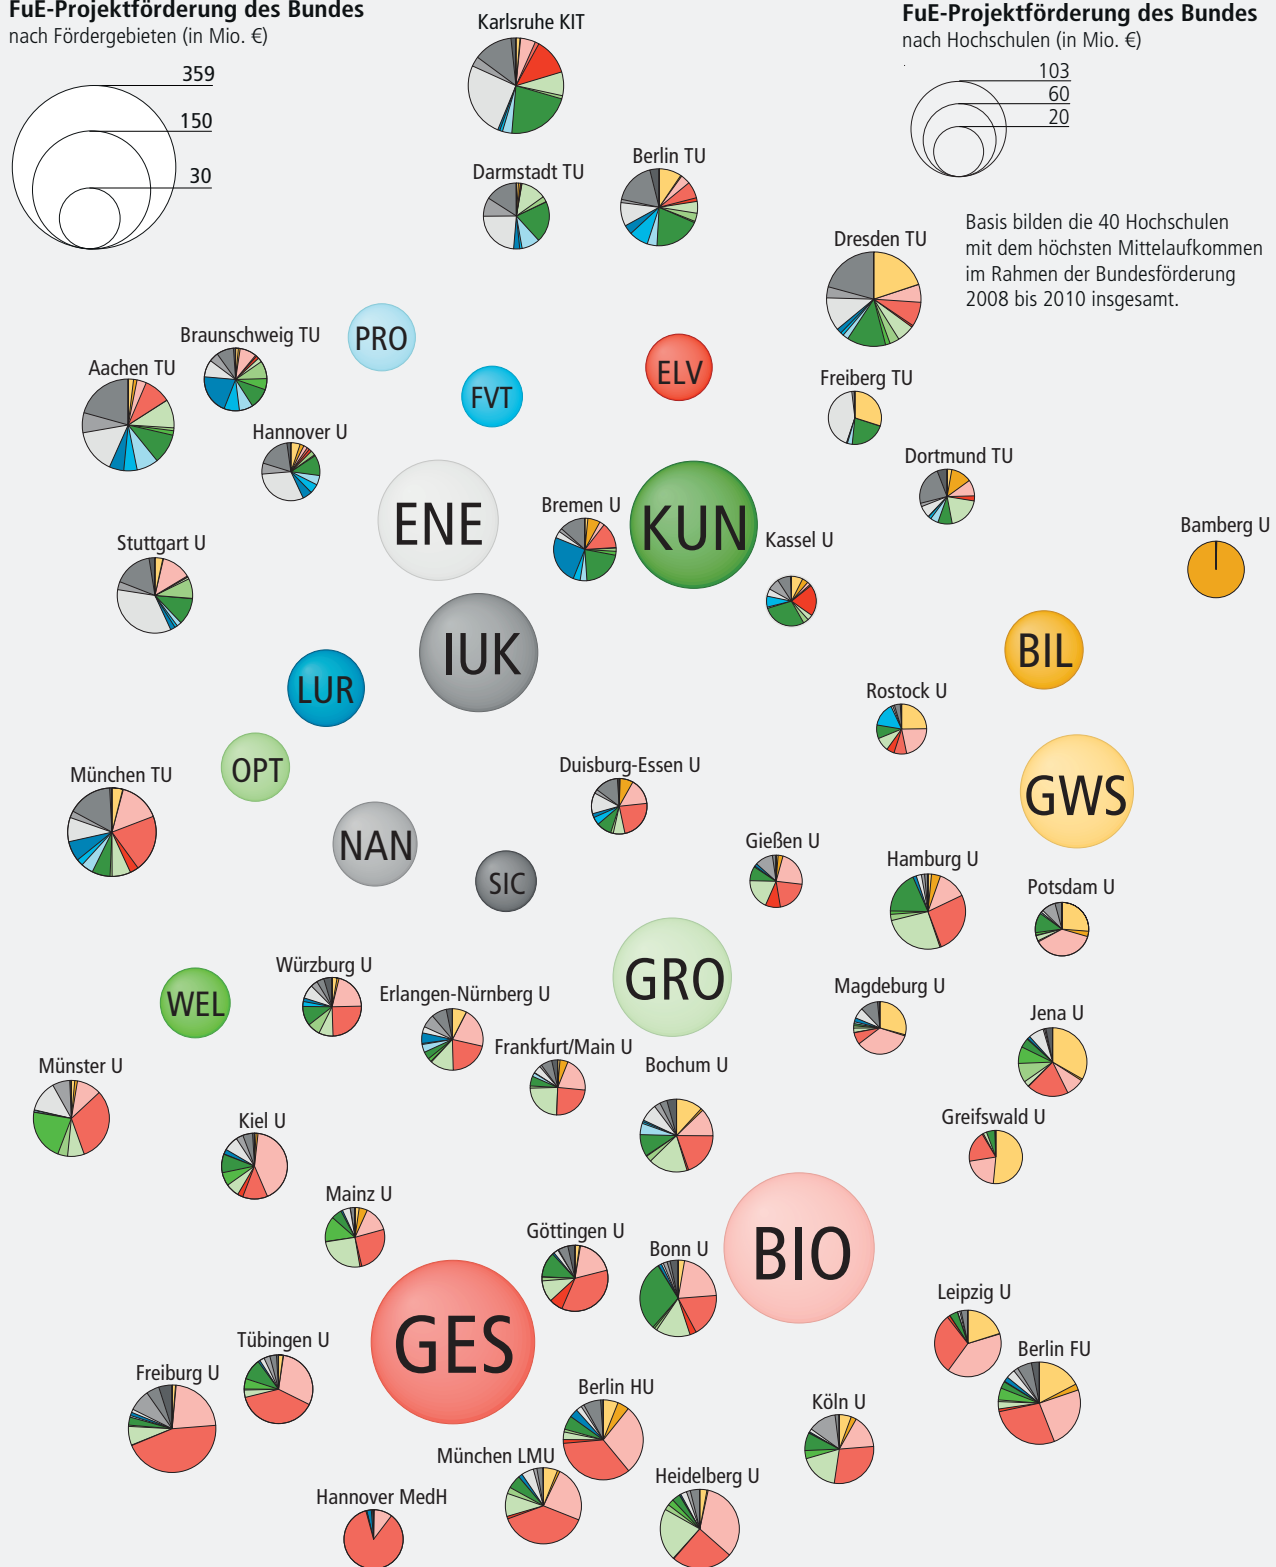 FuE-Projektförderung des Bundes
nach Fördergebieten (in Mio. €)
359
150
30
FuE-Projektförderung des Bundes
nach Hochschulen (in Mio. €)
103
60
20
Basis bilden die 40 Hochschulen
mit dem höchsten Mittelaufkommen
im Rahmen der Bundesförderung
2008 bis 2010 insgesamt.
Karlsruhe KIT
Darmstadt TU
Berlin TU
Dresden TU
Braunschweig TU
PRO
Aachen TU
FVT
ELV
Freiberg TU
Hannover U
Dortmund TU
ENE
Bremen U
KUN
Kassel U
Bamberg U
Stuttgart U
IUK
BIL
LUR
Rostock U
OPT
München TU
Duisburg-Essen U
GWS
NAN
Gießen U
SIC
Hamburg U
Potsdam U
Würzburg U
GRO
WEL
Erlangen-Nürnberg U
Magdeburg U
Frankfurt/Main U
Jena U
Münster U
Bochum U
Kiel U
Greifswald U
Mainz U
Göttingen U
Bonn U
BIO
Leipzig U
GES
Tübingen U
Berlin FU
Freiburg U
Berlin HU
Köln U
München LMU
Heidelberg U
Hannover MedH